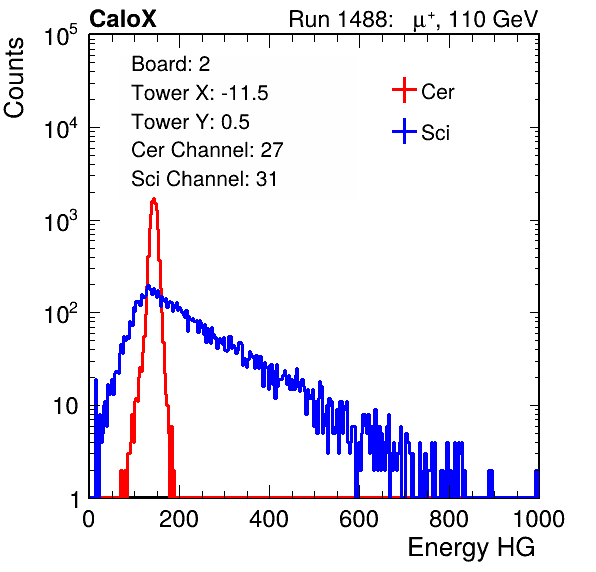 CaloX Run 1488: μ⁺, 110 GeV
Counts
10⁵
10⁴
10³
10²
10
1
Board: 2
Tower X: -11.5
Tower Y: 0.5
Cer Channel: 27
Sci Channel: 31
Cer
Sci
0 200 400 600 800 1000
Energy HG